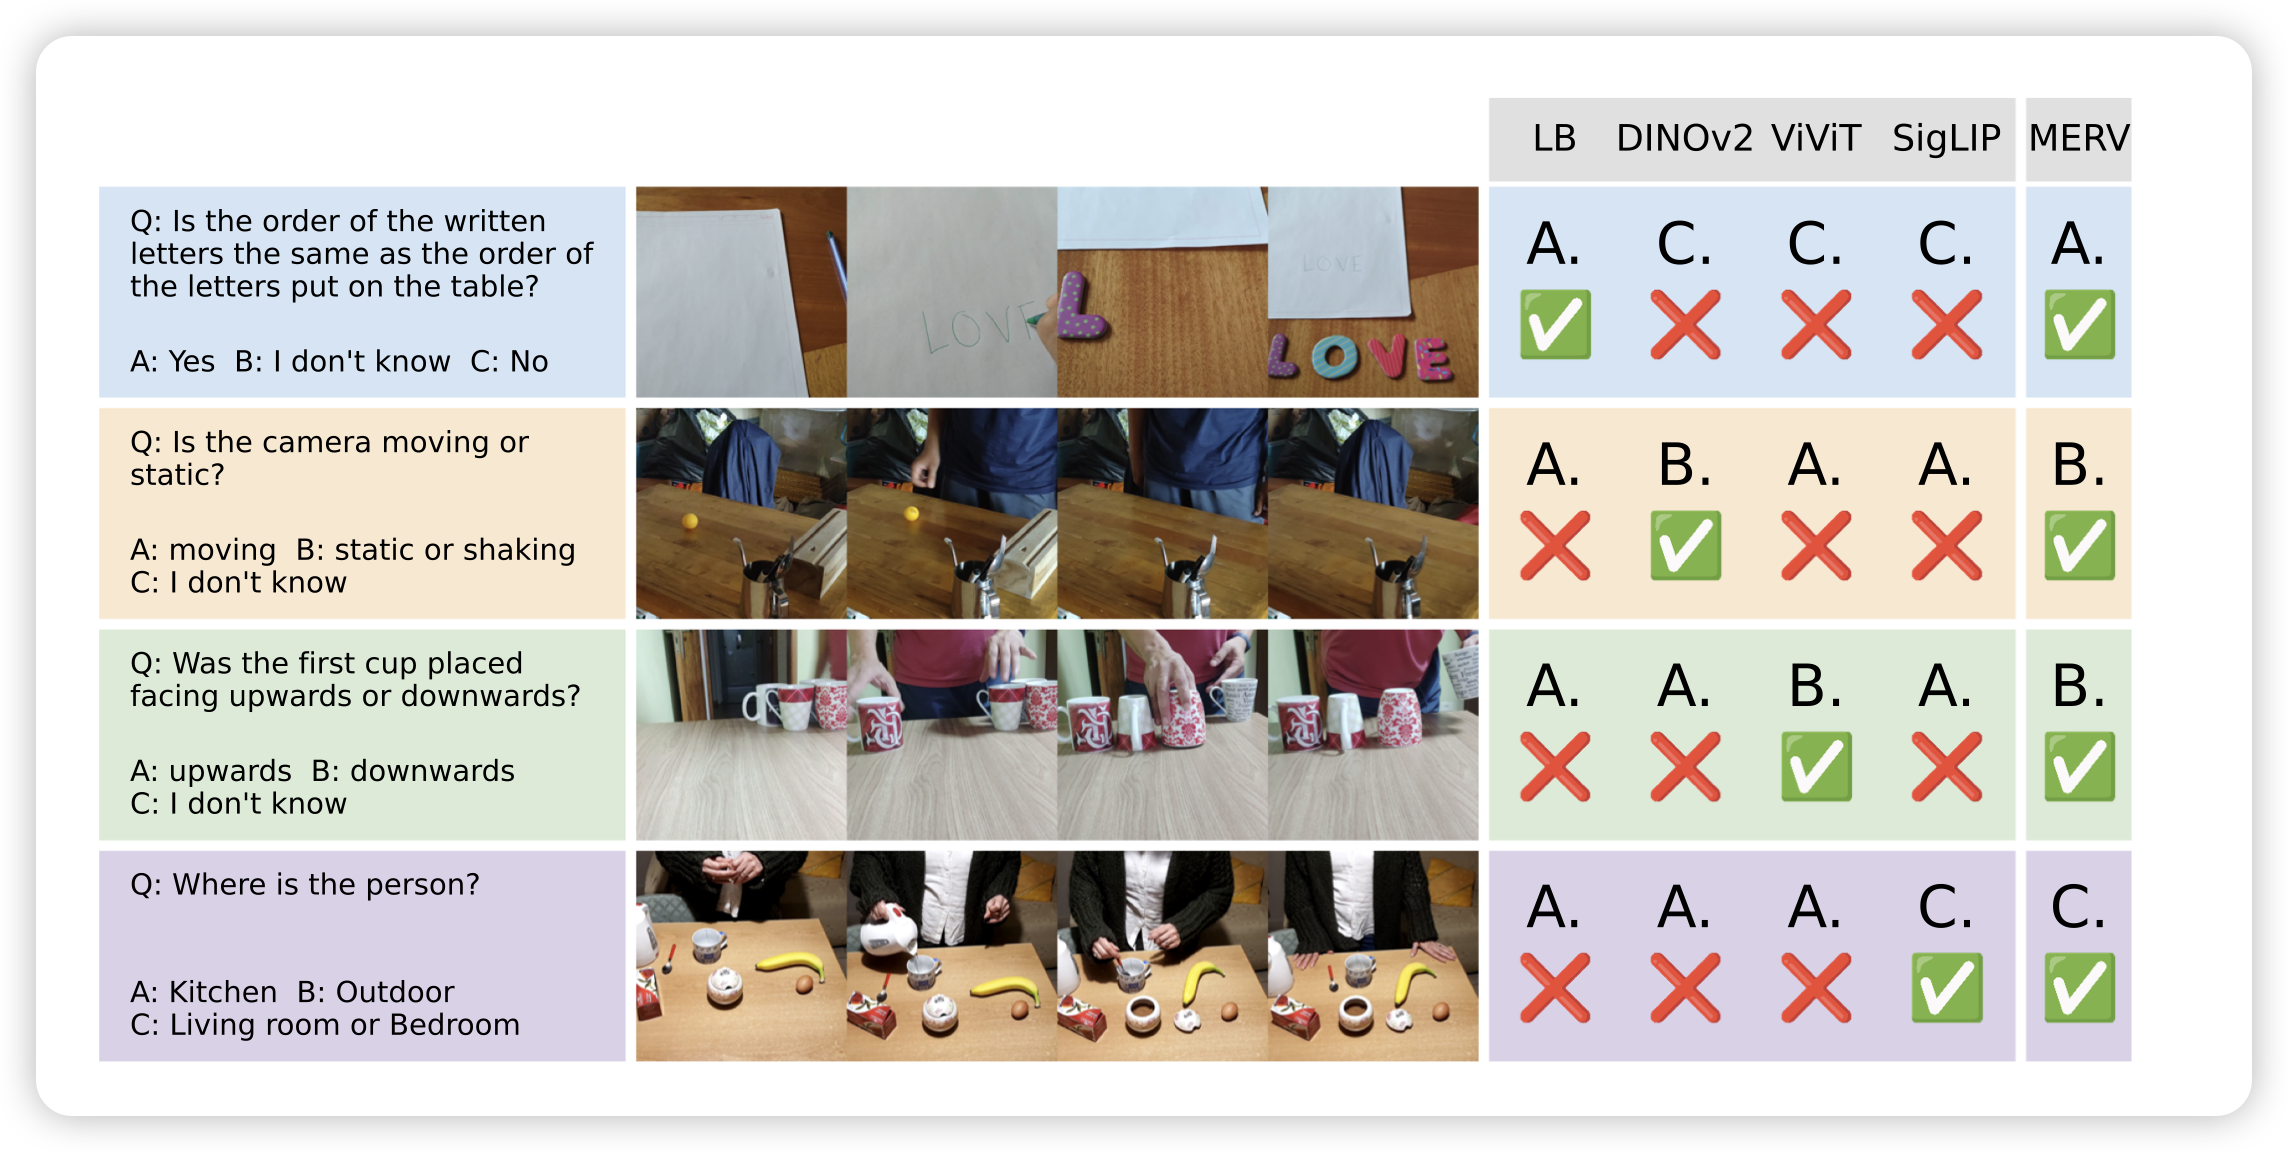 LB DINOv2 ViViT SigLIP MERV
Q: Is the order of the written
letters the same as the order of
the letters put on the table?
A: Yes B: I don't know C: No
LOVE
L
LOVE
LOVE
A. C. C. C. A.
Q: Is the camera moving or
static?
A: moving B: static or shaking
C: I don't know
A. B. A. A. B.
Q: Was the first cup placed
facing upwards or downwards?
A: upwards B: downwards
C: I don't know
A. A. B. A. B.
Q: Where is the person?
A: Kitchen B: Outdoor
C: Living room or Bedroom
A. A. A. C. C.